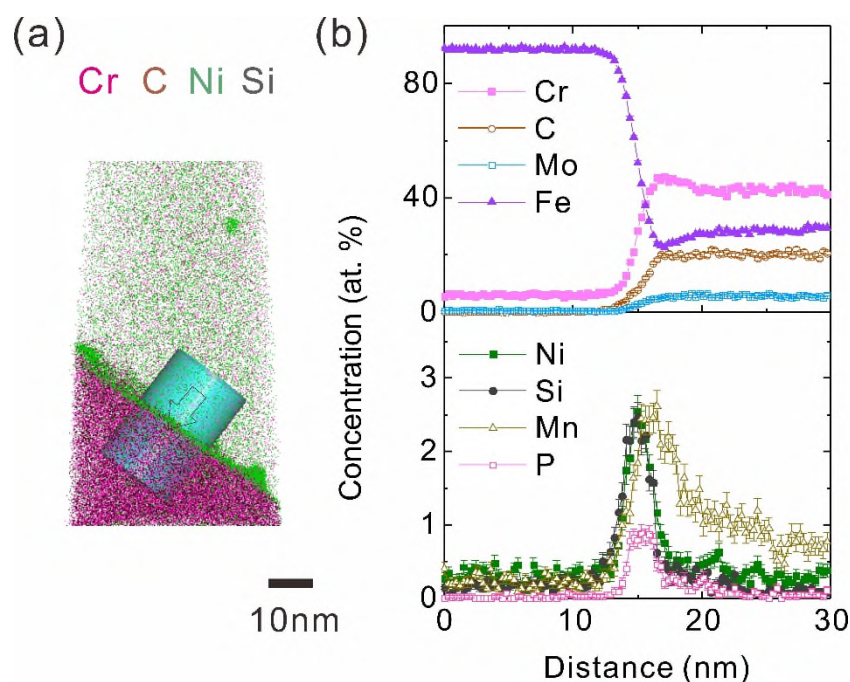 (a)
Cr C Ni Si
10nm
(b)
Concentration (at. %)
80
40
0
Cr
C
Mo
Fe
3
2
1
0
Ni
Si
Mn
P
0 10 20 30
Distance (nm)